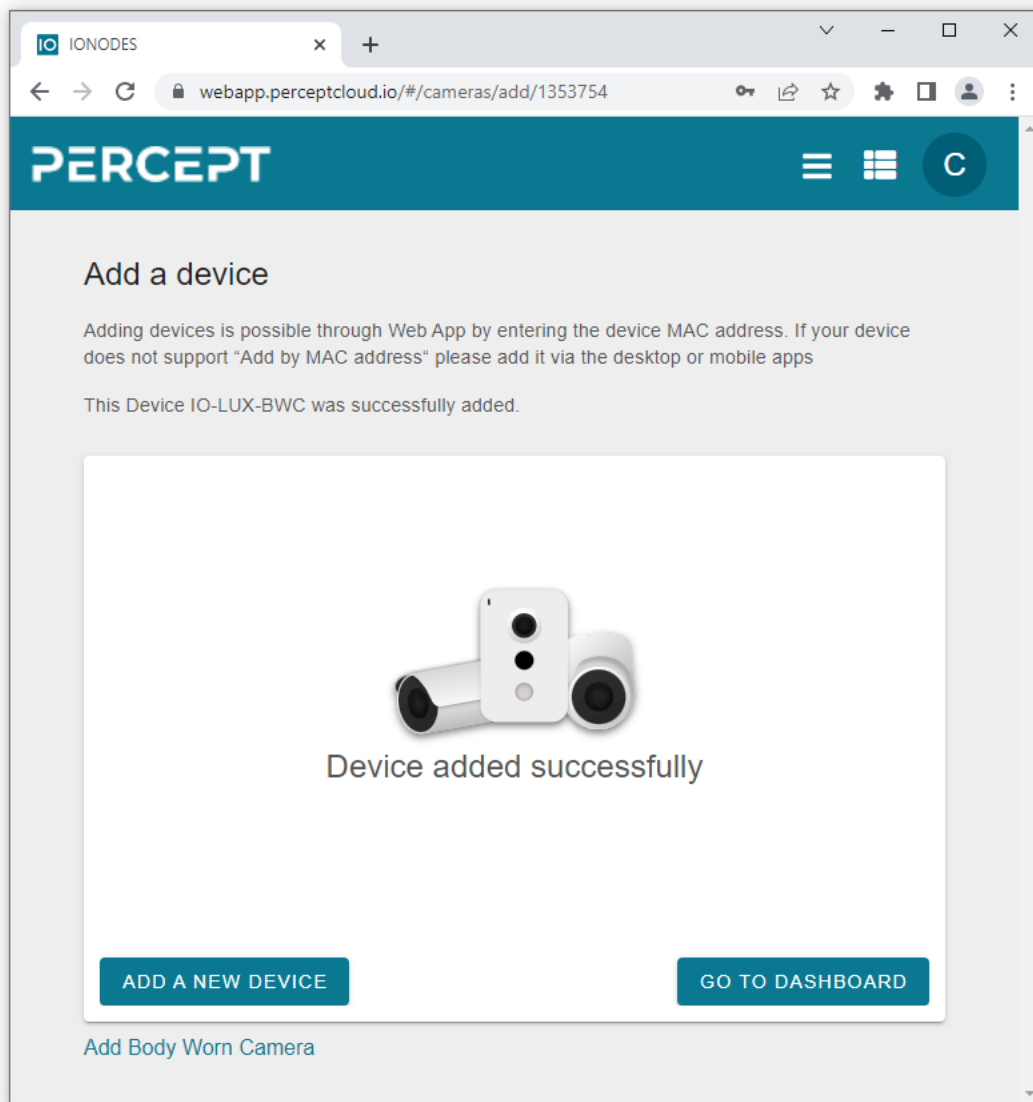 IONODES
webapp.perceptcloud.io/#/cameras/add/1353754
PERCEPT
C
Add a device
Adding devices is possible through Web App by entering the device MAC address. If your device
does not support “Add by MAC address“ please add it via the desktop or mobile apps
This Device IO-LUX-BWC was successfully added.
Device added successfully
ADD A NEW DEVICE
GO TO DASHBOARD
Add Body Worn Camera